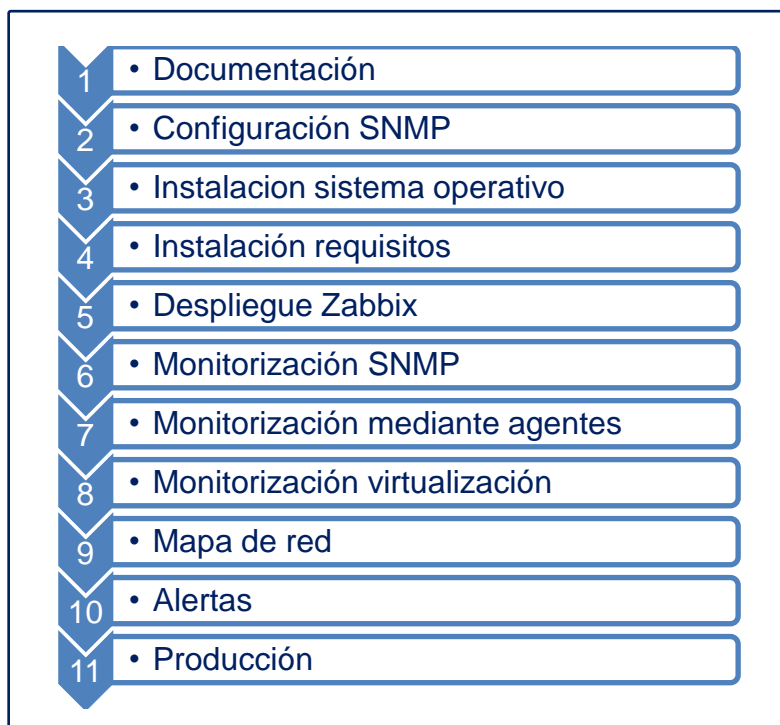 1 • Documentación
2 • Configuración SNMP
3 • Instalacion sistema operativo
4 • Instalación requisitos
5 • Despliegue Zabbix
6 • Monitorización SNMP
7 • Monitorización mediante agentes
8 • Monitorización virtualización
9 • Mapa de red
10 • Alertas
11 • Producción